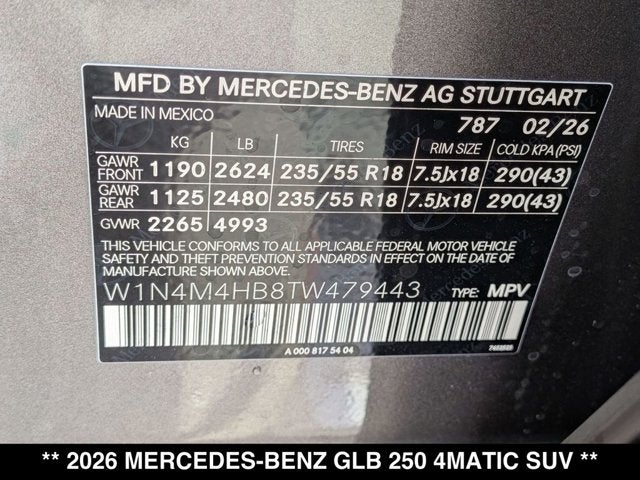 MFD BY MERCEDES-BENZ AG STUTTGART
MADE IN MEXICO 787 02/26
KG LB TIRES RIM SIZE COLD KPA(PSI)
GAWR FRONT 1190 2624 235/55 R18 7.5Jx18 290(43)
GAWR REAR 1125 2480 235/55 R18 7.5Jx18 290(43)
GVWR 2265 4993
THIS VEHICLE CONFORMS TO ALL APPLICABLE FEDERAL MOTOR VEHICLE
SAFETY AND THEFT PREVENTION STANDARDS IN EFFECT ON THE DATE
OF MANUFACTURE SHOWN ABOVE.
W1N4M4HB8TW479443 TYPE: MPV
A 000 817 54 04
** 2026 MERCEDES-BENZ GLB 250 4MATIC SUV **